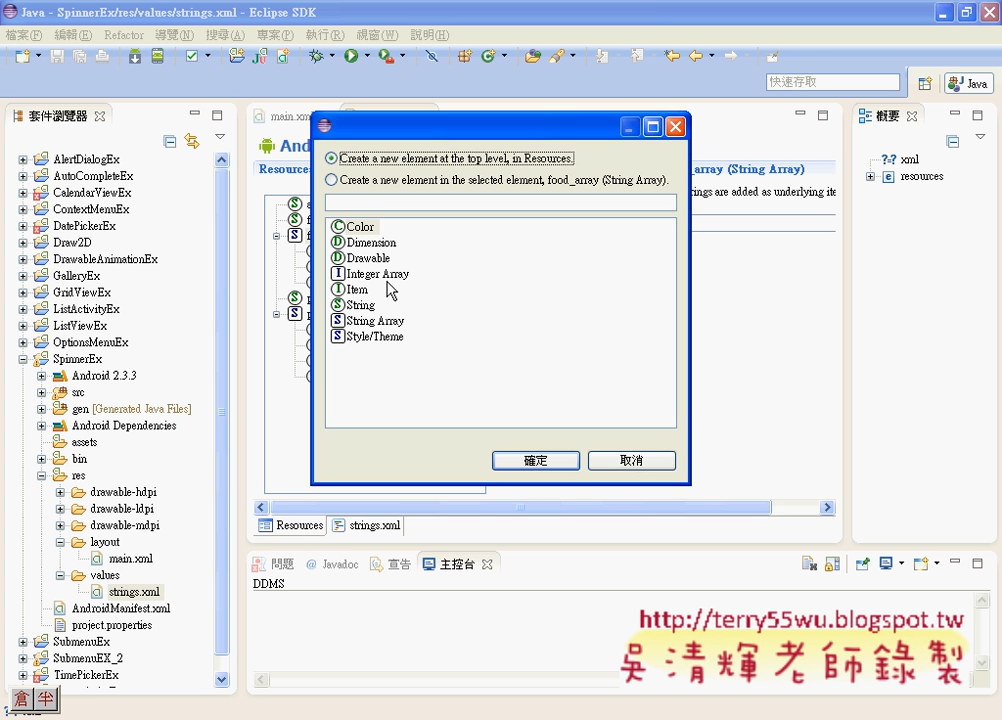 Java - SpinnerEx/res/values/strings.xml - Eclipse SDK
檔案(F) 編輯(E) Refactor 導覽(N) 搜尋(A) 專案(P) 執行(R) 視窗(W) 說明(H)
快速存取
Java
套件瀏覽器
AlertDialogEx
AutoCompleteEx
CalendarViewEx
ContextMenuEx
DatePickerEx
Draw2D
DrawableAnimationEx
GalleryEx
GridViewEx
ListActivityEx
ListViewEx
OptionsMenuEx
SpinnerEx
Android 2.3.3
src
gen [Generated Java Files]
Android Dependencies
assets
bin
res
drawable-hdpi
drawable-ldpi
drawable-mdpi
layout
main.xml
values
strings.xml
AndroidManifest.xml
project.properties
SubmenuEx
SubmenuEX_2
TimePickerEx
倉 半
main.xm
And
Resource
_array (String Array)
rings are added as underlying ite
Create a new element at the top level, in Resources.
Create a new element in the selected element, food_array (String Array).
Color
Dimension
Drawable
Integer Array
Item
String
String Array
Style/Theme
確定
取消
Resources strings.xml
概要
xml
resources
問題 @ Javadoc 宣告 主控台
DDMS
http://terry55wu.blogspot.tw
吳清輝老師錄製